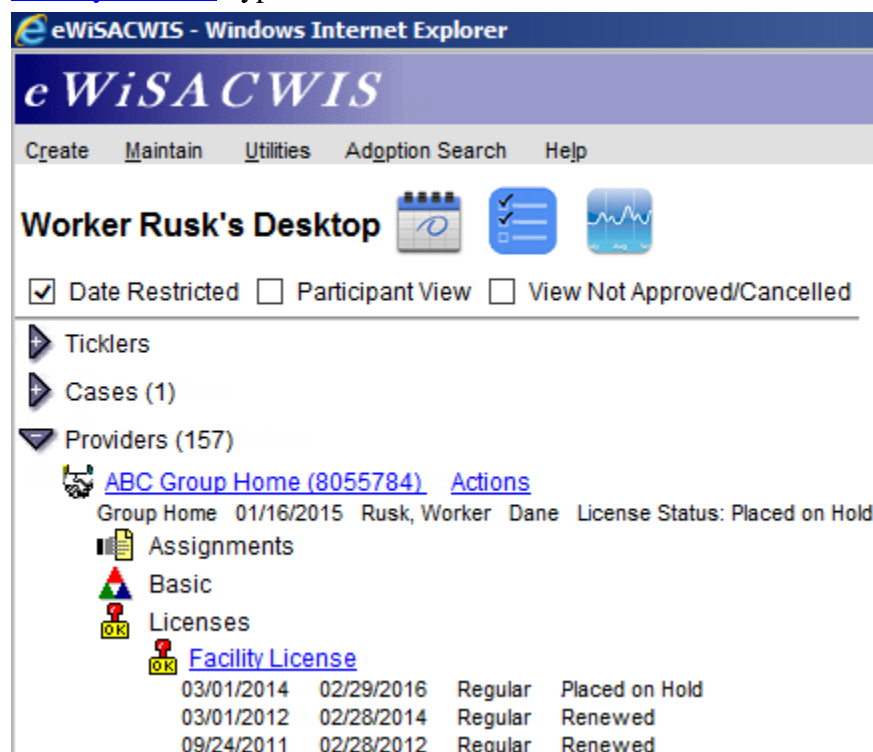 eWiSACWIS - Windows Internet Explorer
e WiSACWIS
Create Maintain Utilities Adoption Search Help
Worker Rusk's Desktop
Date Restricted Participant View View Not Approved/Cancelled
Ticklers
Cases (1)
Providers (157)
ABC Group Home (8055784) Actions
Group Home 01/16/2015 Rusk, Worker Dane License Status: Placed on Hold
Assignments
Basic
OK Licenses
OK Facility License
03/01/2014 02/29/2016 Regular Placed on Hold
03/01/2012 02/28/2014 Regular Renewed
09/24/2011 02/28/2012 Regular Renewed